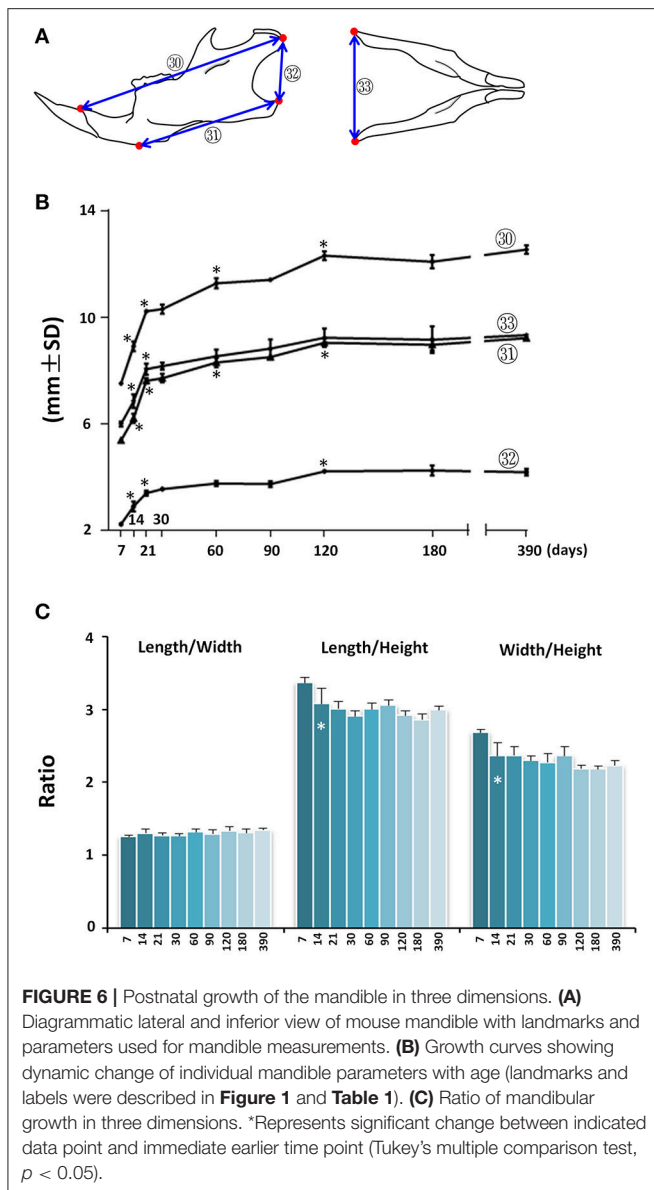 A
㉚
㉜
㉛
㉝
B
14
10
6
2
(mm ± SD)
*
*
*
*
㉚
*
*
*
*
*
*
㉝
㉛
*
*
*
㉜
14
30
7
21
60
90
120
180
390 (days)
C
4
3
2
1
0
Ratio
Length/Width
Length/Height
Width/Height
*
*
7 14 21 30 60 90 120 180 390
7 14 21 30 60 90 120 180 390
7 14 21 30 60 90 120 180 390
FIGURE 6 | Postnatal growth of the mandible in three dimensions. (A)
Diagrammatic lateral and inferior view of mouse mandible with landmarks and
parameters used for mandible measurements. (B) Growth curves showing
dynamic change of individual mandible parameters with age (landmarks and
labels were described in Figure 1 and Table 1). (C) Ratio of mandibular
growth in three dimensions. *Represents significant change between indicated
data point and immediate earlier time point (Tukey's multiple comparison test,
p < 0.05).